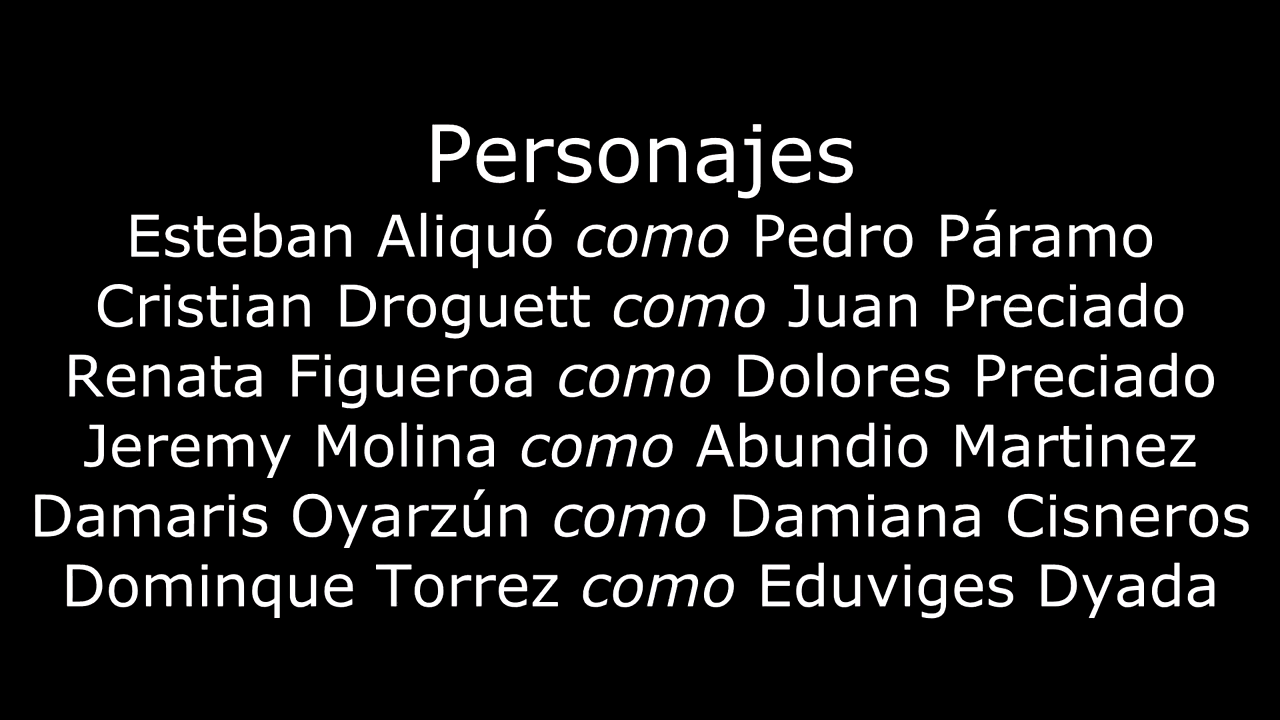 Personajes
Esteban Aliquó como Pedro Páramo
Cristian Droguett como Juan Preciado
Renata Figueroa como Dolores Preciado
Jeremy Molina como Abundio Martinez
Damaris Oyarzún como Damiana Cisneros
Dominque Torrez como Eduviges Dyada